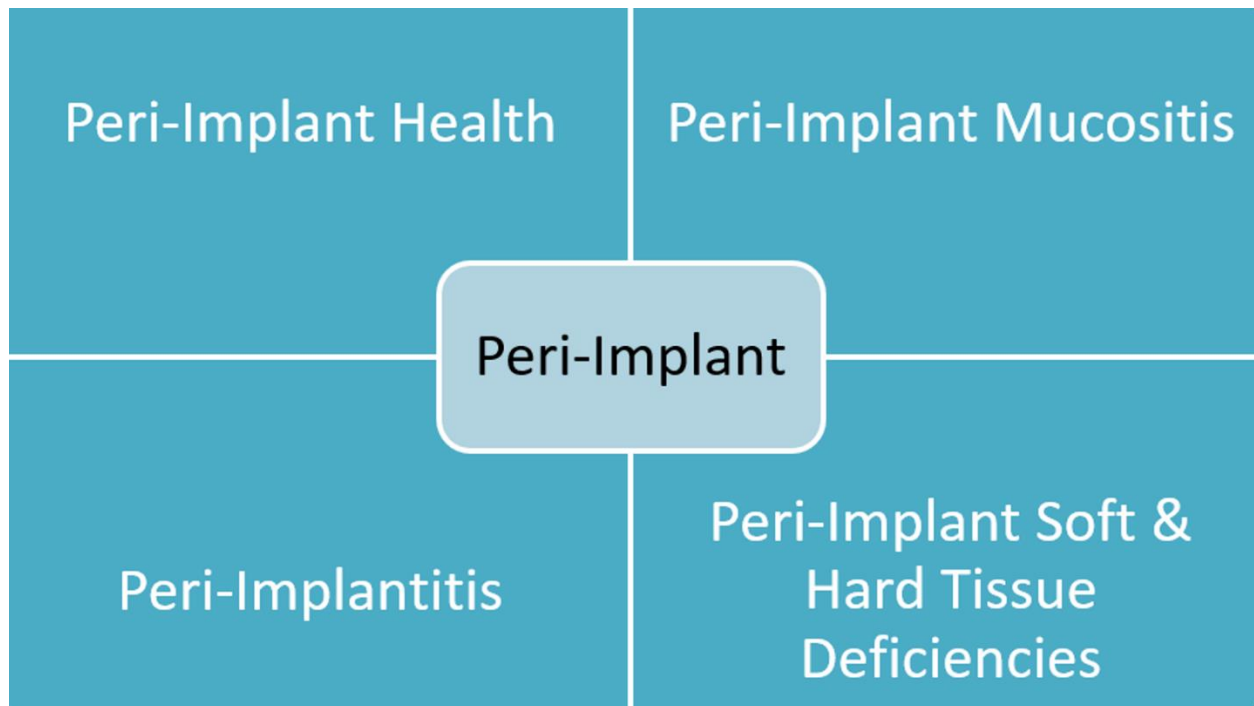 Peri-Implant Health
Peri-Implant Mucositis
Peri-Implant
Peri-Implantitis
Peri-Implant Soft &
Hard Tissue
Deficiencies